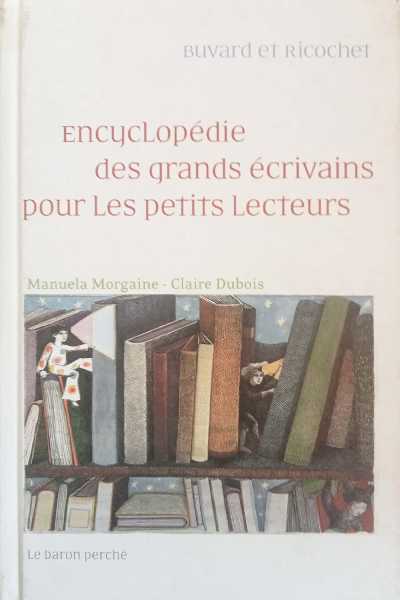 Buvard et Ricochet
Encyclopédie
des grands écrivains
pour Les petits Lecteurs
Manuela Morgaine - Claire Dubois
Le baron perché